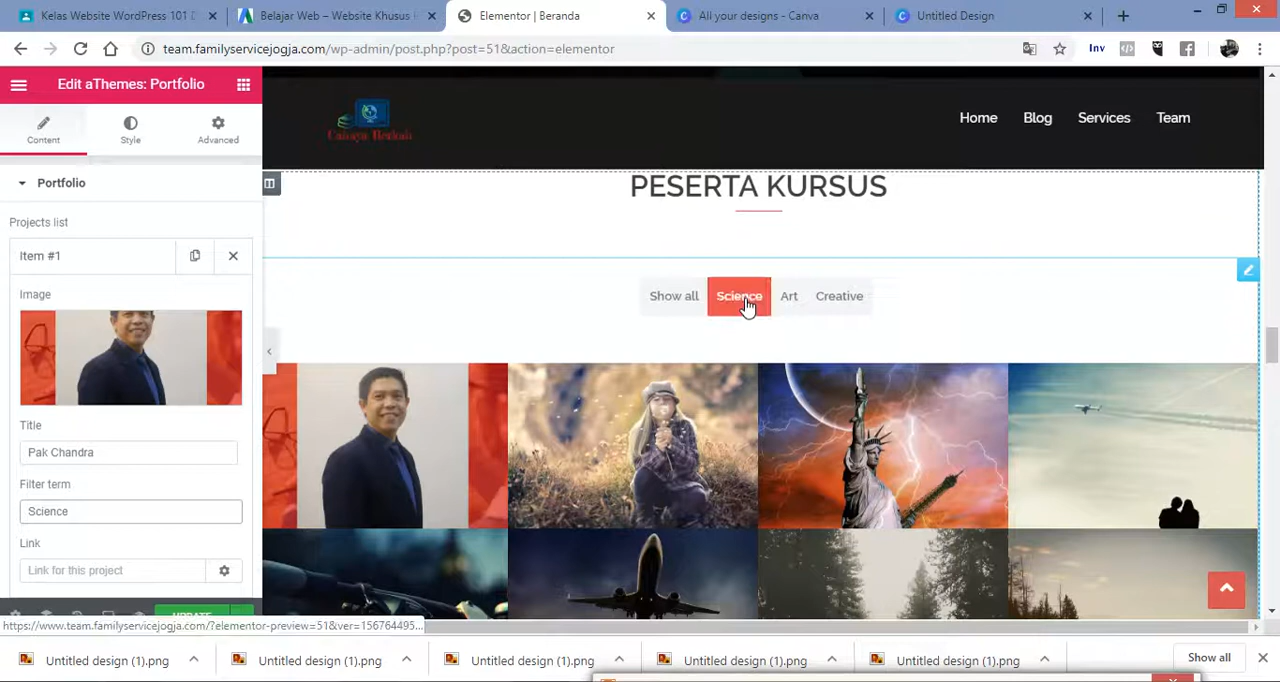 Kelas Website WordPress 101 D
Belajar Web – Website Khusus
Elementor | Beranda
All your designs - Canva
Untitled Design
team.familyservicejogja.com/wp-admin/post.php?post=51&action=elementor
Inv
Edit aThemes: Portfolio
Content
Style
Advanced
Home
Blog
Services
Team
Portfolio
PESERTA KURSUS
Projects list
Item #1
Image
Show all
Science
Art
Creative
Title
Pak Chandra
Filter term
Science
Link
Link for this project
UPDATE
https://www.team.familyservicejogja.com/?elementor-preview=51&ver=156764495...
Untitled design (1).png
Untitled design (1).png
Untitled design (1).png
Untitled design (1).png
Untitled design (1).png
Show all